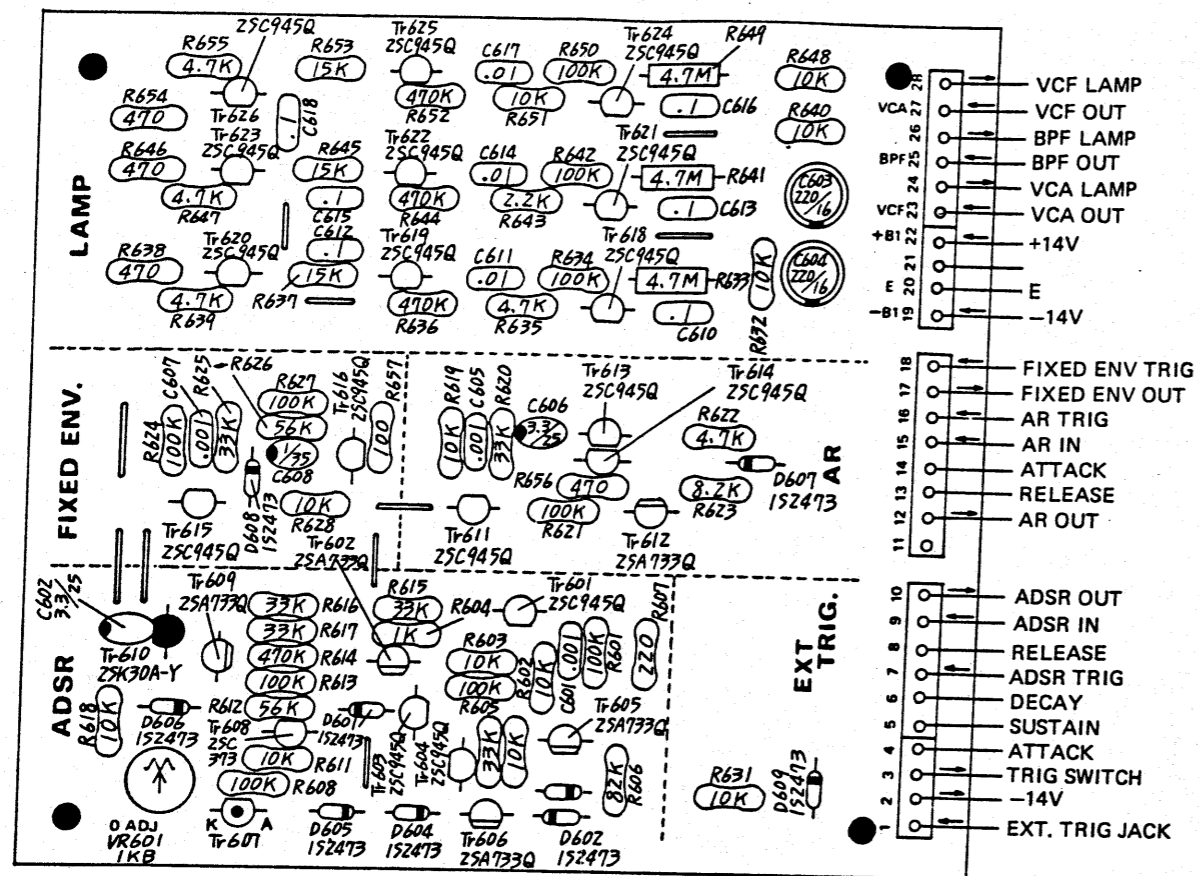 LAMP
R655
4.7K
2SC945Q
R653
15K
Tr625
2SC945Q
C617
.01
R650
100K
Tr624
2SC945Q
R649
4.7M
R648
10K
R654
470
Tr626
.1
C618
470K
R652
10K
R651
.1
C616
R640
10K
Tr623
2SC945Q
R646
470
R645
15K
Tr622
2SC945Q
C614
.01
R642
100K
Tr621
2SC945Q
4.7M
R641
C603
220/16
4.7K
R647
.1
C615
470K
R644
2.2K
R643
.1
C613
Tr620
2SC945Q
C612
.1
Tr619
2SC945Q
C611
.01
R634
100K
Tr618
2SC945Q
C604
220/16
R638
470
15K
R637
4.7M
R633
10K
R632
4.7K
R639
470K
R636
4.7K
R635
.1
C610
FIXED ENV.
R624
100K
C607
.001
R625
33K
R626
R627
100K
56K
1/35
C608
Tr616
2SC945Q
R657
100
Tr615
2SC945Q
D608
1S2473
10K
R628
AR
R619
10K
C605
.001
R620
33K
C606
3.3/25
Tr613
2SC945Q
Tr614
2SC945Q
R622
4.7K
R656
470
100K
R621
8.2K
R623
D607
1S2473
Tr611
2SC945Q
Tr612
2SA733Q
ADSR
C602
3.3/25
Tr610
2SK30A-Y
Tr609
2SA733Q
Tr602
2SA733Q
33K
R616
33K
R617
470K
R614
100K
R613
R612
56K
R615
33K
1K
R604
Tr601
2SC945Q
R603
10K
100K
R605
R602
10K
C601
.001
100K
R601
R607
220
R618
10K
D606
1S2473
Tr608
2SC
373
10K
R611
100K
R608
D601
1S2473
Tr603
2SC945Q
Tr604
2SC945Q
33K
10K
Tr605
2SA733Q
82K
R606
0 ADJ
VR601
1KB
K A
Tr607
D605
1S2473
D604
1S2473
Tr606
2SA733Q
D602
1S2473
EXT
TRIG.
R631
10K
D609
1S2473
28 VCF LAMP
VCA 27 VCF OUT
26 BPF LAMP
BPF 25 BPF OUT
24 VCA LAMP
VCF 23 VCA OUT
+B1 22 +14V
21
E 20 E
-B1 19 -14V
18 FIXED ENV TRIG
17 FIXED ENV OUT
16 AR TRIG
15 AR IN
14 ATTACK
13 RELEASE
12 AR OUT
11
10 ADSR OUT
9 ADSR IN
8 RELEASE
7 ADSR TRIG
6 DECAY
5 SUSTAIN
4 ATTACK
3 TRIG SWITCH
2 -14V
1 EXT. TRIG JACK